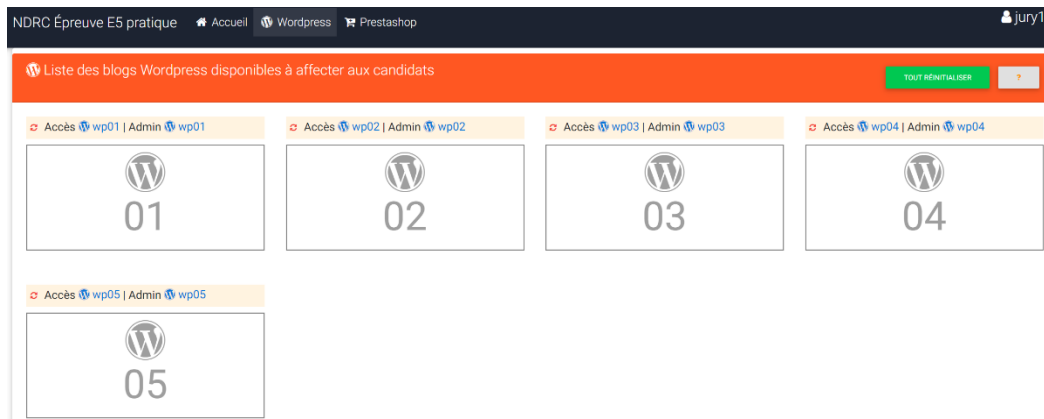 NDRC Épreuve E5 pratique Accueil Wordpress Prestashop jury1
Liste des blogs Wordpress disponibles à affecter aux candidats TOUT RÉINITIALISER ?
Accès wp01 | Admin wp01 Accès wp02 | Admin wp02 Accès wp03 | Admin wp03 Accès wp04 | Admin wp04
01 02 03 04
Accès wp05 | Admin wp05
05